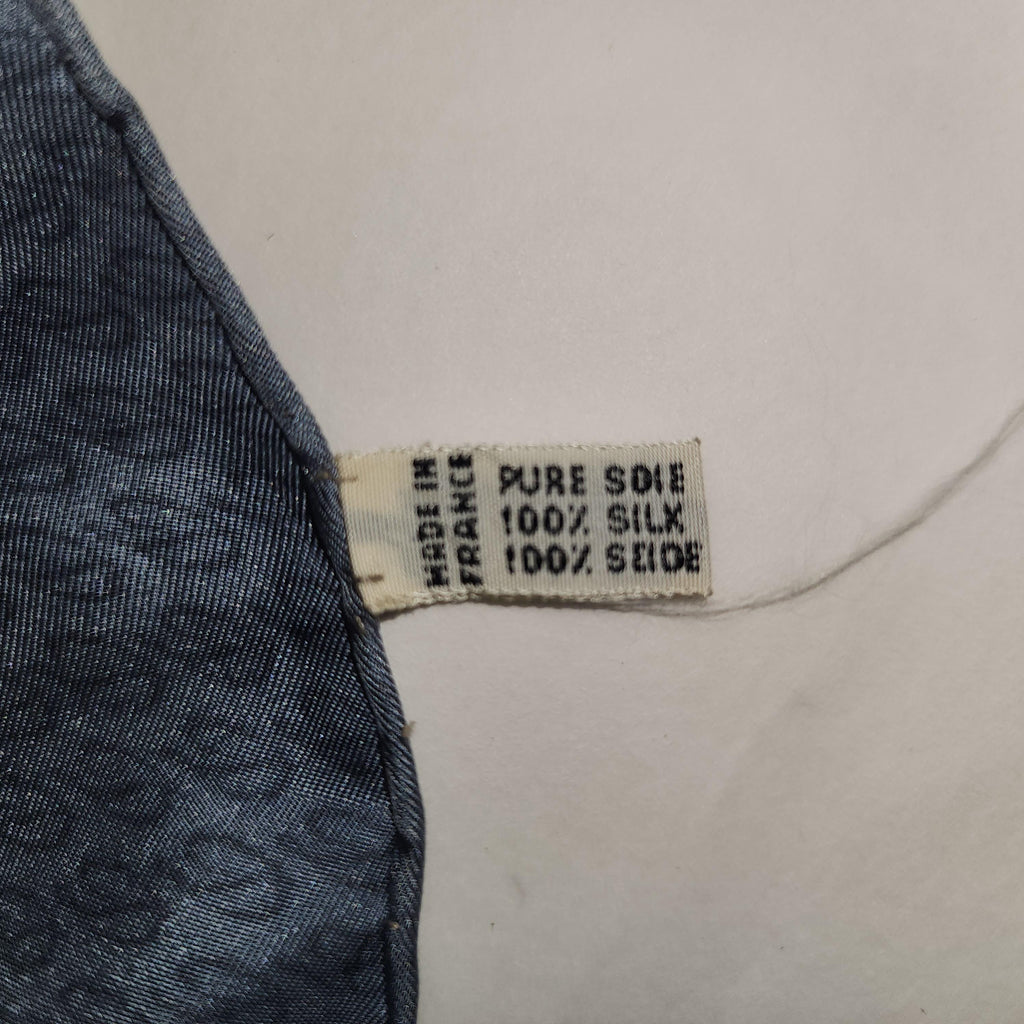 MADE IN
FRANCE
PURE SOIE
100% SILK
100% SEIDE